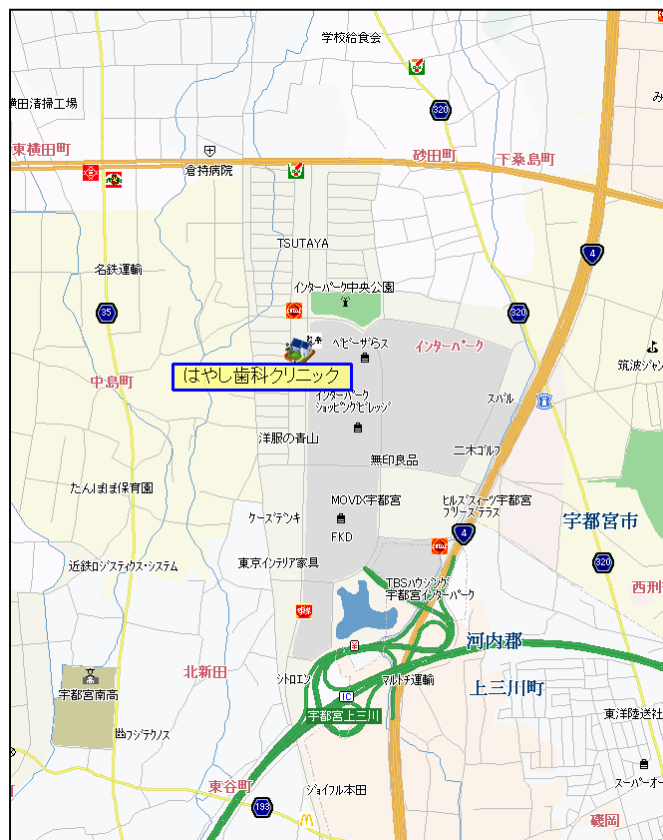 学校給食会
320
横田清掃工場
東横田町
倉持病院
砂田町
下桑島町
TSUTAYA
4
名鉄運輸
インターパーク中央公園
35
320
ベビーザらス
インターパーク
はやし歯科クリニック
筑波ジャン
中島町
インターパーク
ショッピングビレッジ
スパル
洋服の青山
無印良品
二木ゴルフ
たんぽぽ保育園
MOVIX宇都宮
ヒルズスィーツ宇都宮
フリーズテラス
ケーズデンキ
4
宇都宮市
FKD
近鉄ロジスティクス・システム
東京インテリア家具
TBSハウジング
宇都宮インターパーク
320
西刑
河内郡
北新田
シトロエン
マルトチ運輸
上三川町
宇都宮南高
IC
宇都宮上三川
東洋陸送社
フジテクノス
東谷町
ジョイフル本田
スーパーオー
193
磯岡